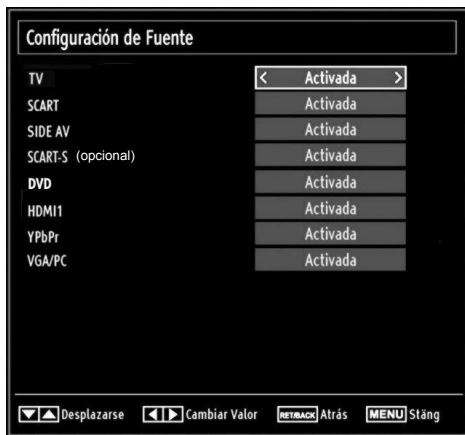 Configuración de Fuente
TV < Activada >
SCART Activada
SIDE AV Activada
SCART-S (opcional) Activada
DVD Activada
HDMI1 Activada
YPbPr Activada
VGA/PC Activada
Desplazarse Cambiar Valor RET/BACK Atrás MENU Stäng